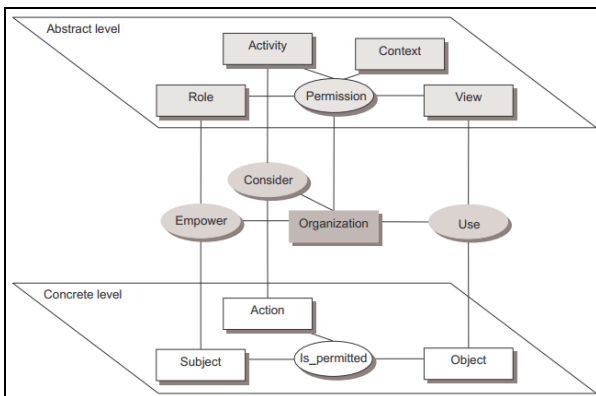 Abstract level
Activity
Context
Role
Permission
View
Consider
Empower
Organization
Use
Concrete level
Action
Subject
Is_permitted
Object